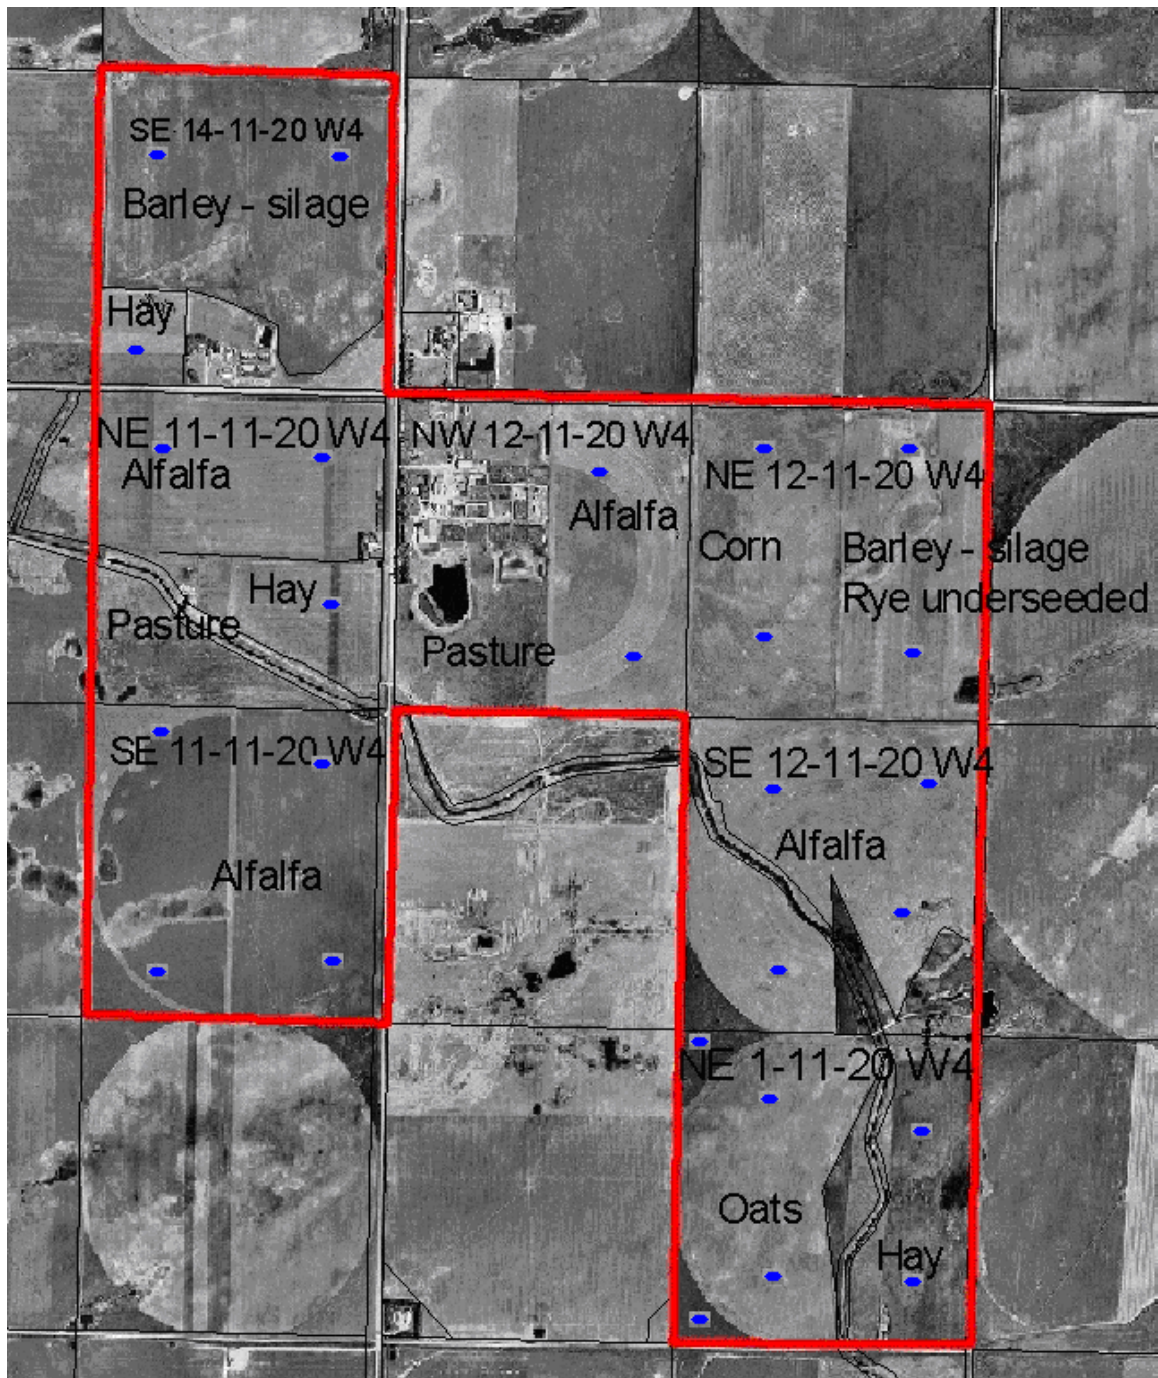 SE 14-11-20 W4
Barley - silage
Hay
NE 11-11-20 W4
Alfalfa
Hay
Pasture
NW 12-11-20 W4
Alfalfa
Pasture
NE 12-11-20 W4
Corn
Barley - silage
Rye underseeded
SE 11-11-20 W4
Alfalfa
SE 12-11-20 W4
Alfalfa
NE 1-11-20 W4
Oats
Hay